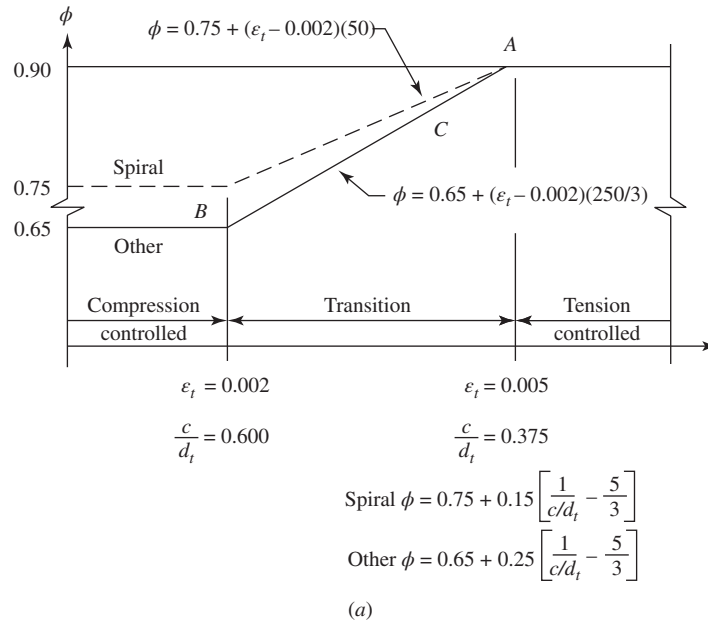 ϕ
ϕ = 0.75 + (εₜ – 0.002)(50)
A
0.90
C
Spiral
0.75
ϕ = 0.65 + (εₜ – 0.002)(250/3)
B
0.65
Other
Compression controlled
Transition
Tension controlled
εₜ = 0.002
εₜ = 0.005
c/dₜ = 0.600
c/dₜ = 0.375
Spiral ϕ = 0.75 + 0.15 [1/(c/dₜ) – 5/3]
Other ϕ = 0.65 + 0.25 [1/(c/dₜ) – 5/3]
(a)